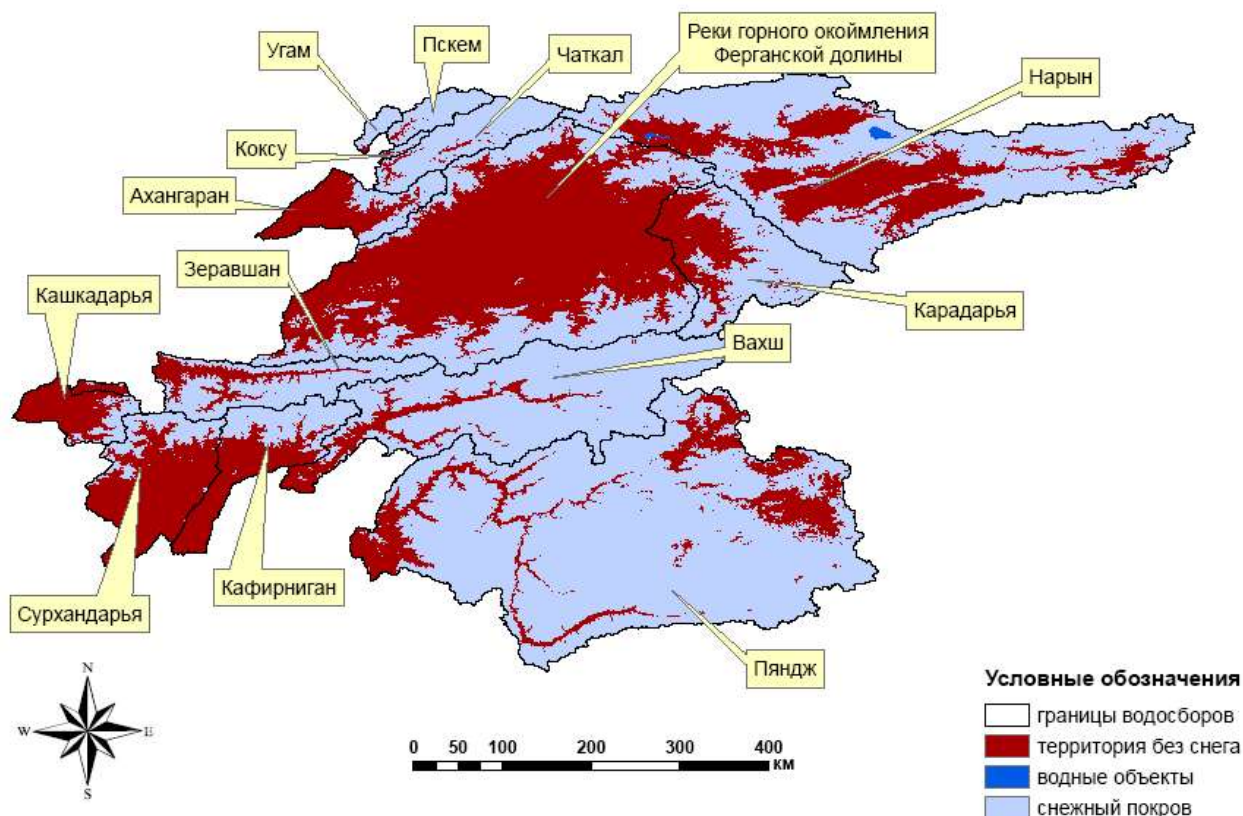 Реки горного окоймления
Ферганской долины
Угам
Пскем
Чаткал
Нарын
Коксу
Ахангаран
Зеравшан
Кашкадарья
Карадарья
Вахш
Кафирниган
Сурхандарья
Пяндж
N
W
E
S
0 50 100 200 300 400
КМ
Условные обозначения
границы водосборов
территория без снега
водные объекты
снежный покров